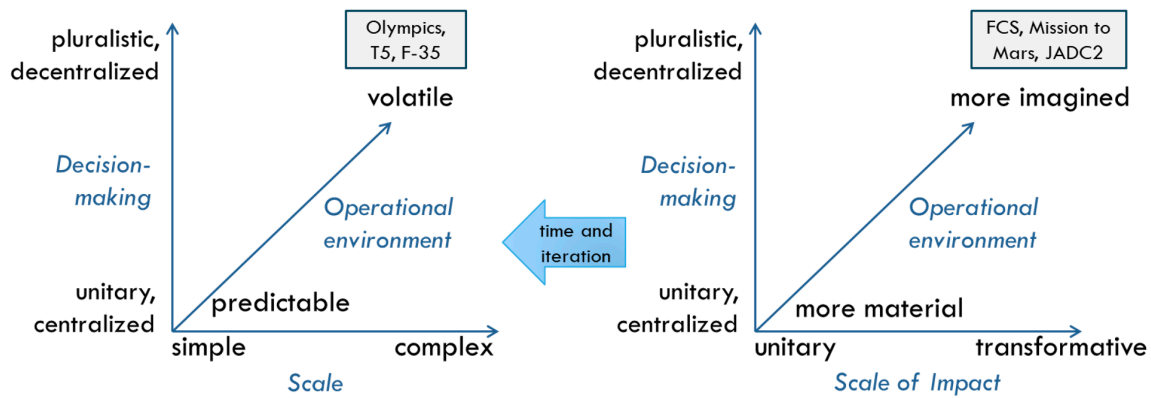 pluralistic,
decentralized
Olympics,
T5, F-35
volatile
Decision-
making
Operational
environment
unitary,
centralized
predictable
simple
complex
Scale
time and
iteration
pluralistic,
decentralized
FCS, Mission to
Mars, JADC2
more imagined
Decision-
making
Operational
environment
unitary,
centralized
more material
unitary
transformative
Scale of Impact